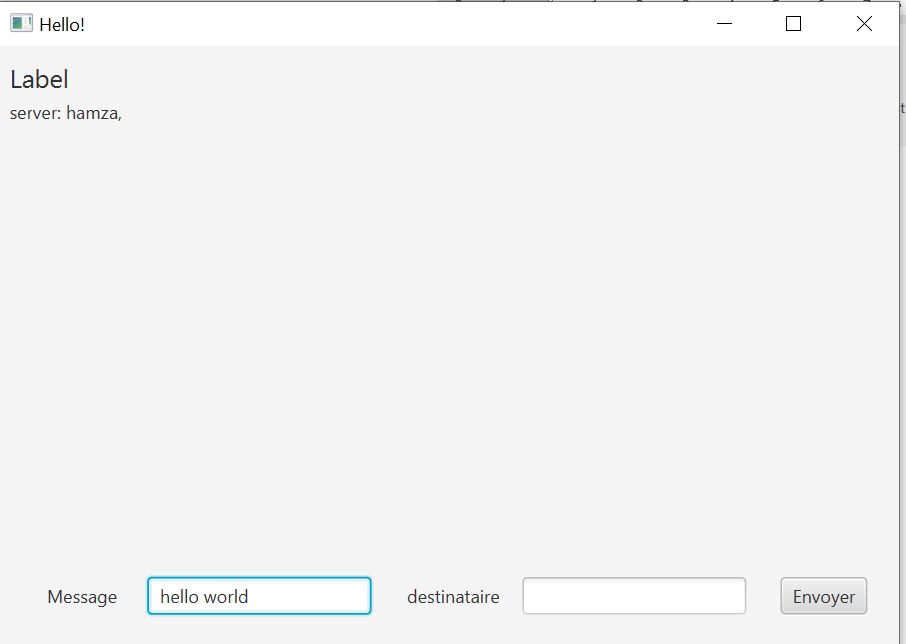 Hello!
Label
server: hamza,
Message hello world destinataire Envoyer